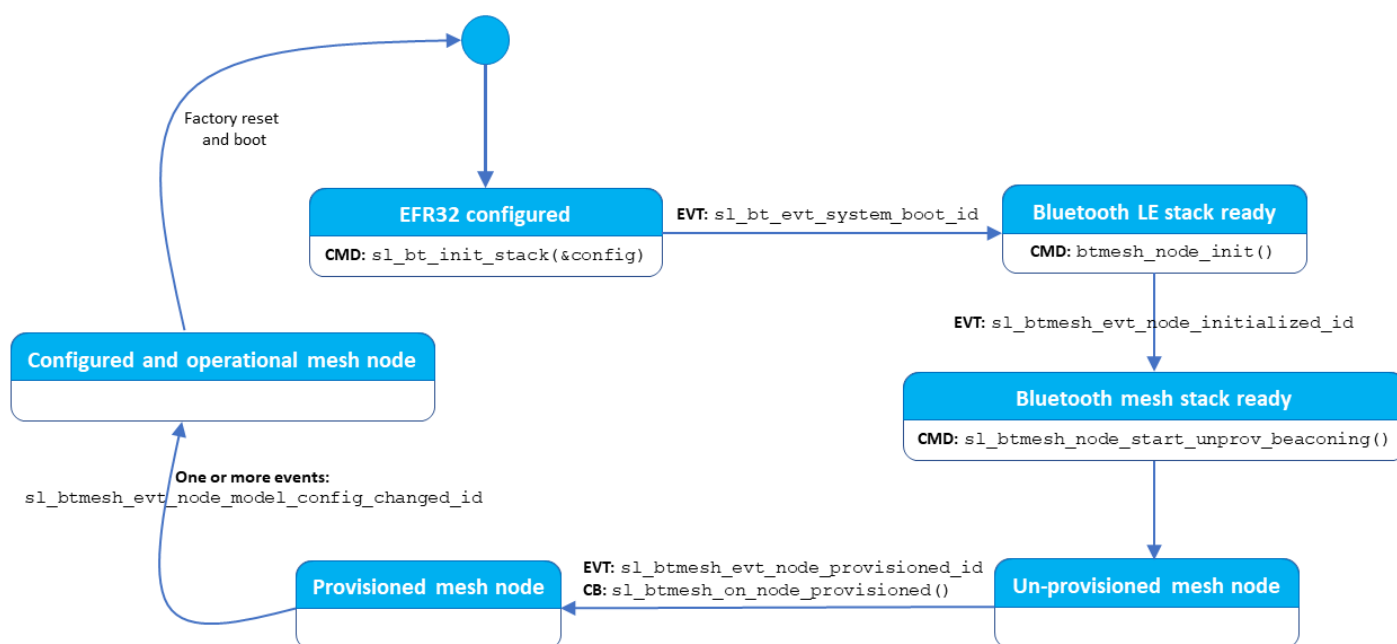 Factory reset
and boot
EFR32 configured
CMD: sl_bt_init_stack(&config)
EVT: sl_bt_evt_system_boot_id
Bluetooth LE stack ready
CMD: btmesh_node_init()
EVT: sl_btmesh_evt_node_initialized_id
Configured and operational mesh node
Bluetooth mesh stack ready
CMD: sl_btmesh_node_start_unprov_beaconing()
One or more events:
sl_btmesh_evt_node_model_config_changed_id
EVT: sl_btmesh_evt_node_provisioned_id
CB: sl_btmesh_on_node_provisioned()
Provisioned mesh node
Un-provisioned mesh node